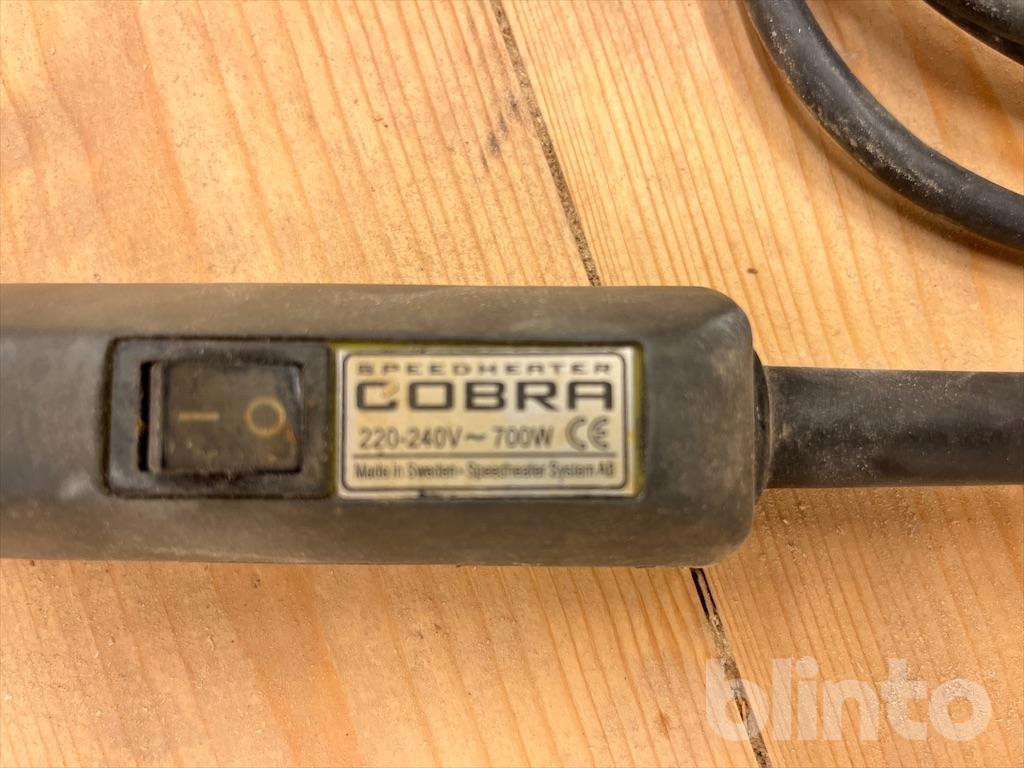 SPEEDHEATER
COBRA
220-240V ~ 700W CE
Made in Sweden - Speedheater System AB
I O
blinto